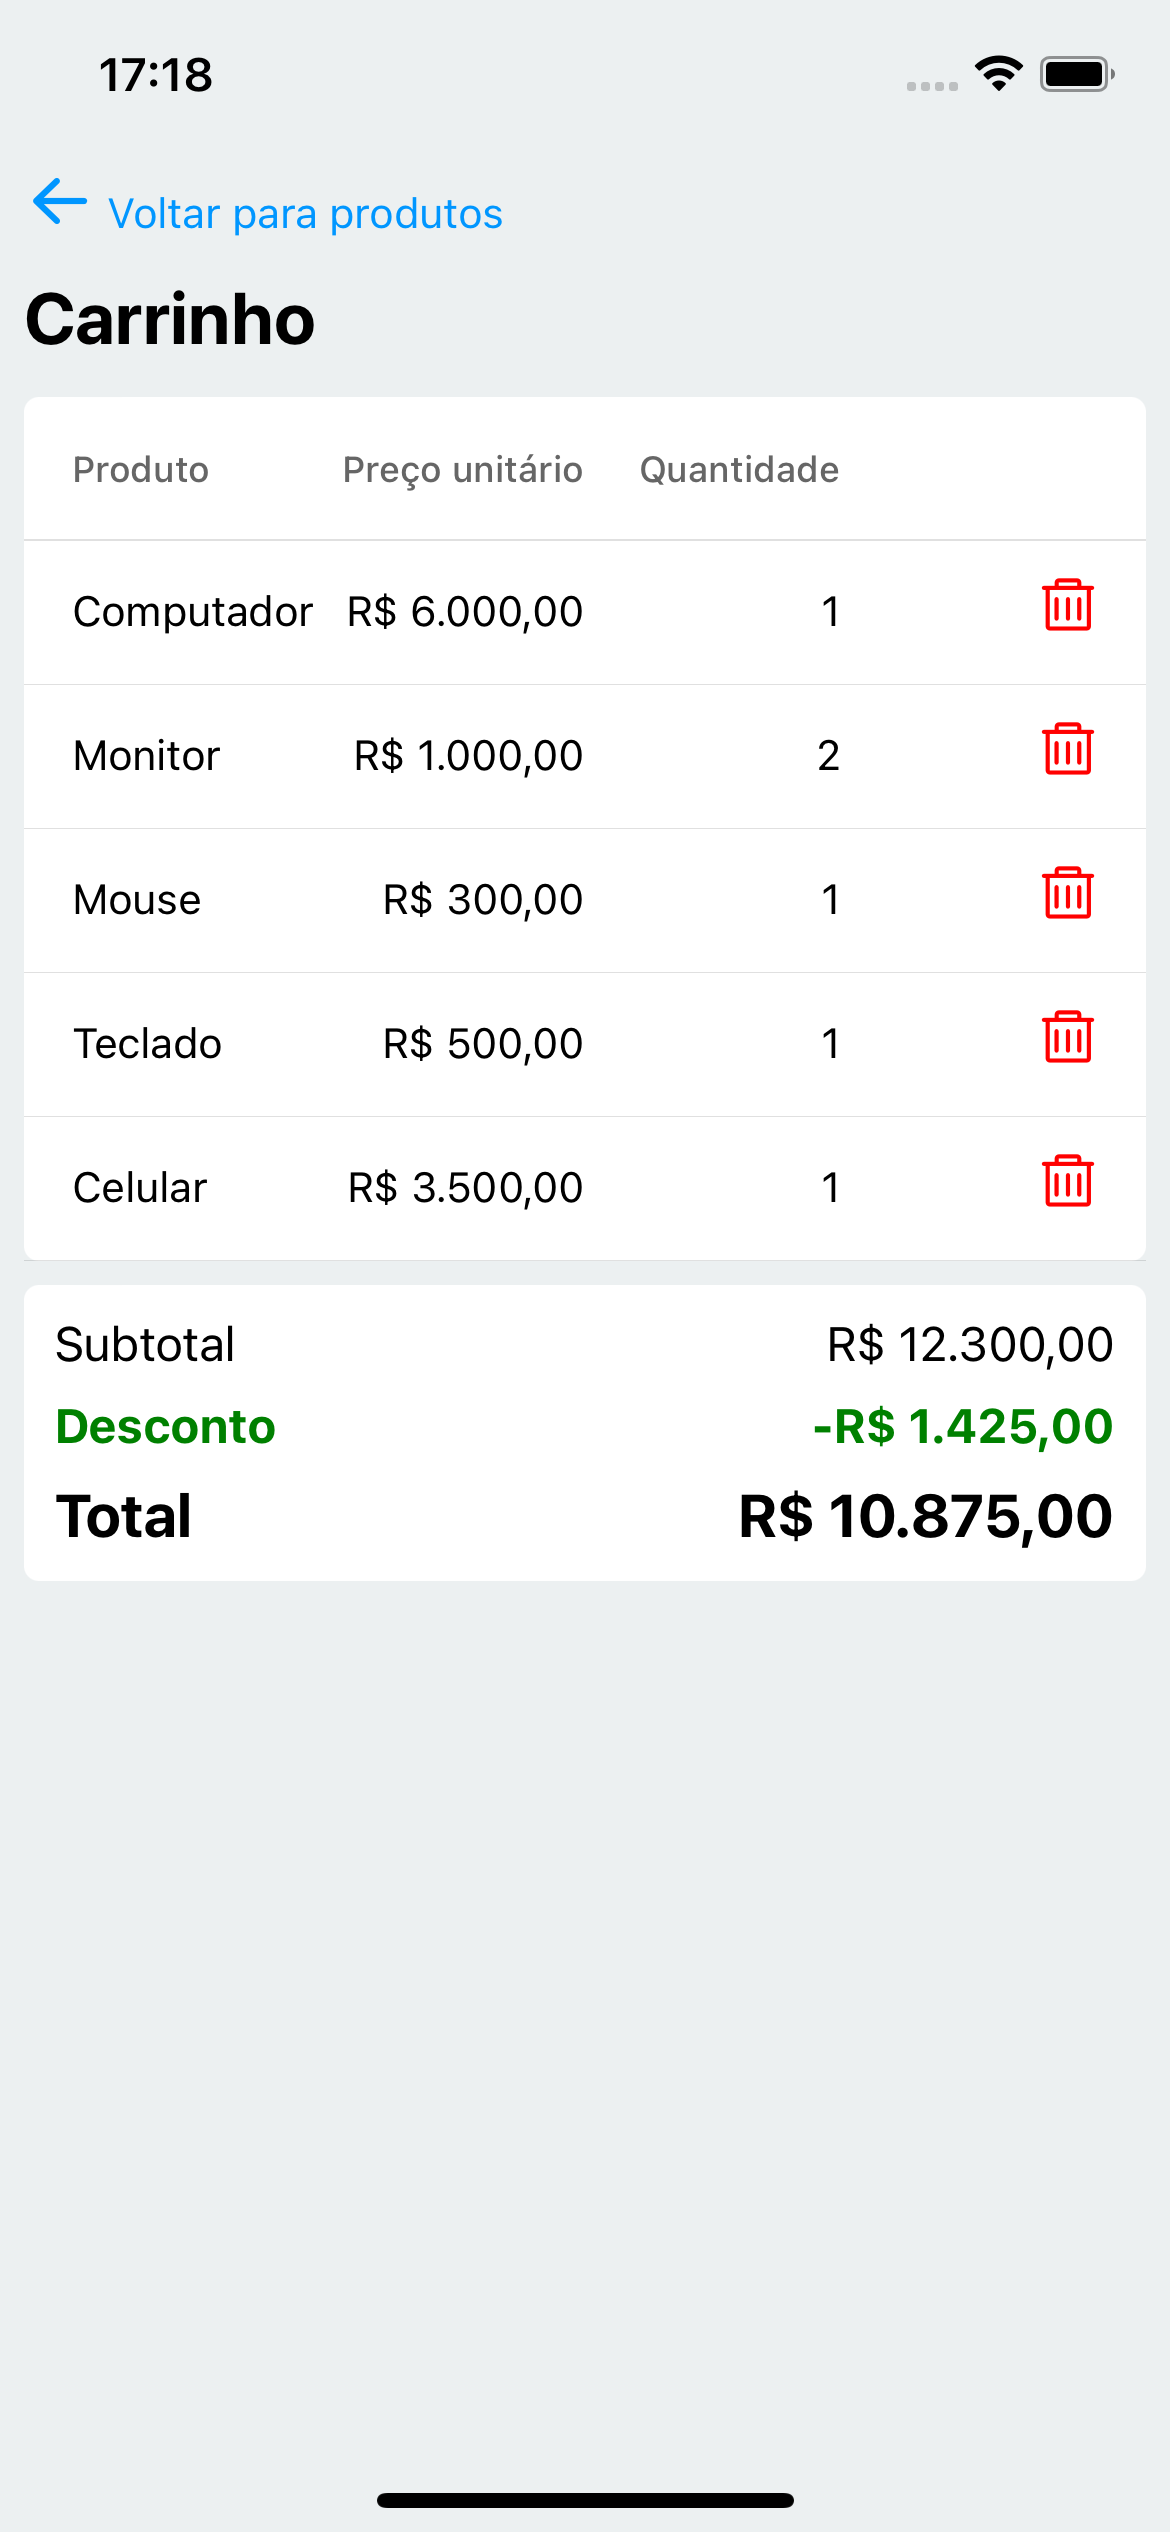 17:18
Voltar para produtos
Carrinho
Produto Preço unitário Quantidade
Computador R$ 6.000,00 1
Monitor R$ 1.000,00 2
Mouse R$ 300,00 1
Teclado R$ 500,00 1
Celular R$ 3.500,00 1
Subtotal R$ 12.300,00
Desconto -R$ 1.425,00
Total R$ 10.875,00